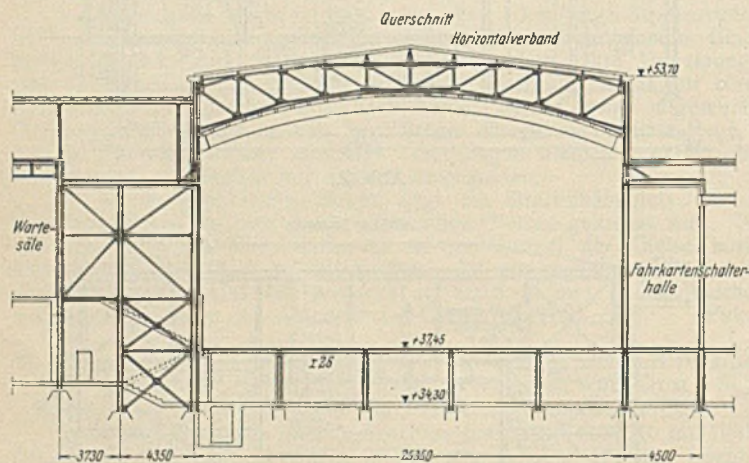 Querschnitt
Horizontalverband
+53,70
Warte-
säle
Fahrkartenschalter-
halle
+37,45
I 26
+34,30
3730
4350
25350
4500